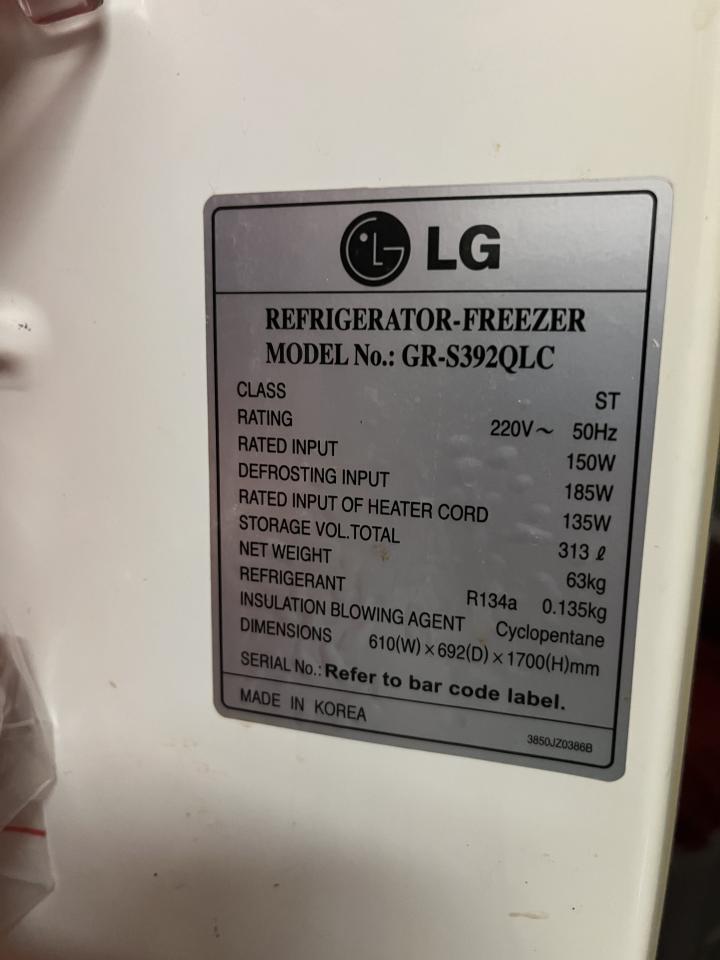 LG LG
REFRIGERATOR-FREEZER
MODEL No.: GR-S392QLC
CLASS ST
RATING 220V～ 50Hz
RATED INPUT 150W
DEFROSTING INPUT 185W
RATED INPUT OF HEATER CORD 135W
STORAGE VOL.TOTAL 313 ℓ
NET WEIGHT 63kg
REFRIGERANT R134a 0.135kg
INSULATION BLOWING AGENT Cyclopentane
DIMENSIONS 610(W)×692(D)×1700(H)mm
SERIAL No.: Refer to bar code label.
MADE IN KOREA 3850JZ0386B